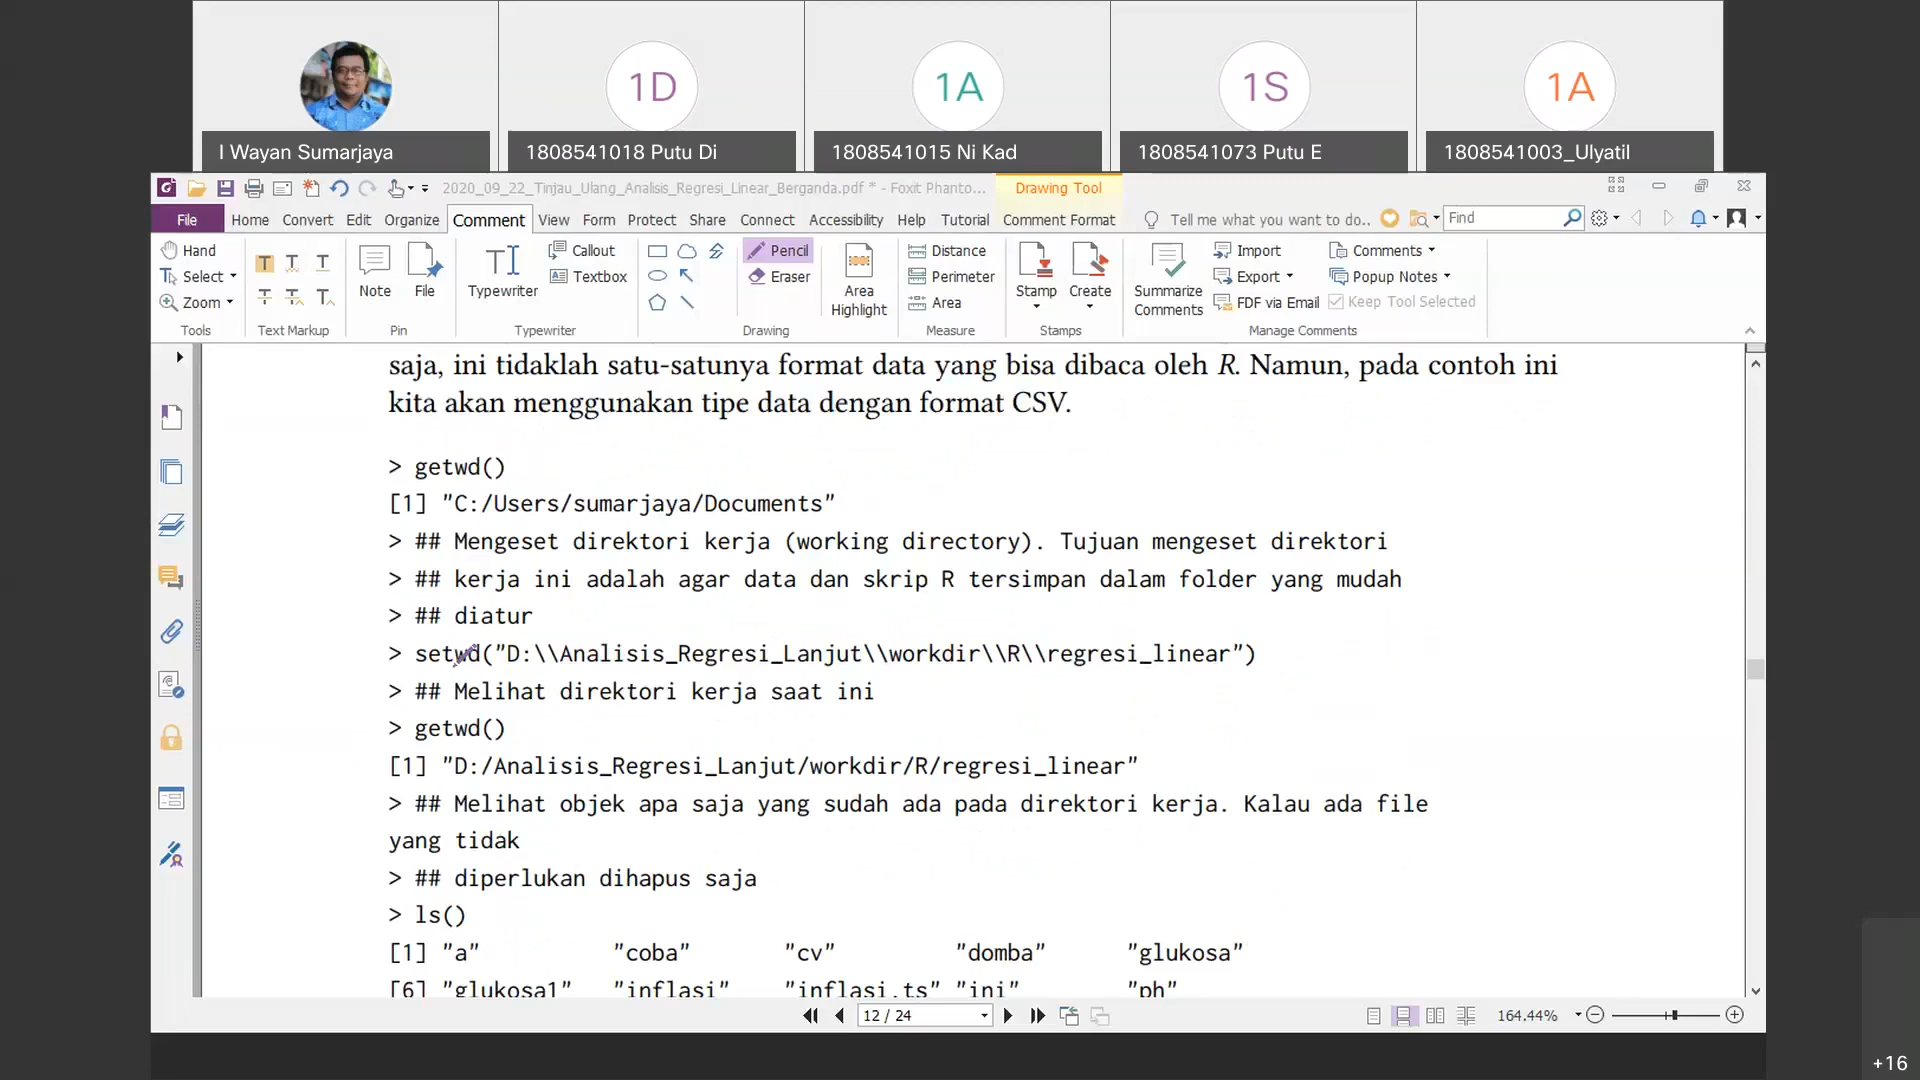 1D
1A
1S
1A
I Wayan Sumarjaya
1808541018 Putu Di
1808541015 Ni Kad
1808541073 Putu E
1808541003_Ulyatil
2020_09_22_Tinjau_Ulang_Analisis_Regresi_Linear_Berganda.pdf * - Foxit Phanto...
Drawing Tool
File Home Convert Edit Organize Comment View Form Protect Share Connect Accessibility Help Tutorial Comment Format
Tell me what you want to do..
Find
Hand
Select
Zoom
Tools
Text Markup
Note
File
Pin
Typewriter
Callout
Textbox
Typewriter
Pencil
Eraser
Area Highlight
Drawing
Distance
Perimeter
Area
Measure
Stamp
Create
Stamps
Summarize Comments
Import
Export
FDF via Email
Comments
Popup Notes
Keep Tool Selected
Manage Comments
saja, ini tidaklah satu-satunya format data yang bisa dibaca oleh R. Namun, pada contoh ini
kita akan menggunakan tipe data dengan format CSV.
> getwd()
[1] "C:/Users/sumarjaya/Documents"
> ## Mengeset direktori kerja (working directory). Tujuan mengeset direktori
> ## kerja ini adalah agar data dan skrip R tersimpan dalam folder yang mudah
> ## diatur
> setwd("D:\\Analisis_Regresi_Lanjut\\workdir\\R\\regresi_linear")
> ## Melihat direktori kerja saat ini
> getwd()
[1] "D:/Analisis_Regresi_Lanjut/workdir/R/regresi_linear"
> ## Melihat objek apa saja yang sudah ada pada direktori kerja. Kalau ada file
yang tidak
> ## diperlukan dihapus saja
> ls()
[1] "a" "coba" "cv" "domba" "glukosa"
[6] "glukosa1" "inflasi" "inflasi.ts" "ini" "ph"
12 / 24
164.44%
+16